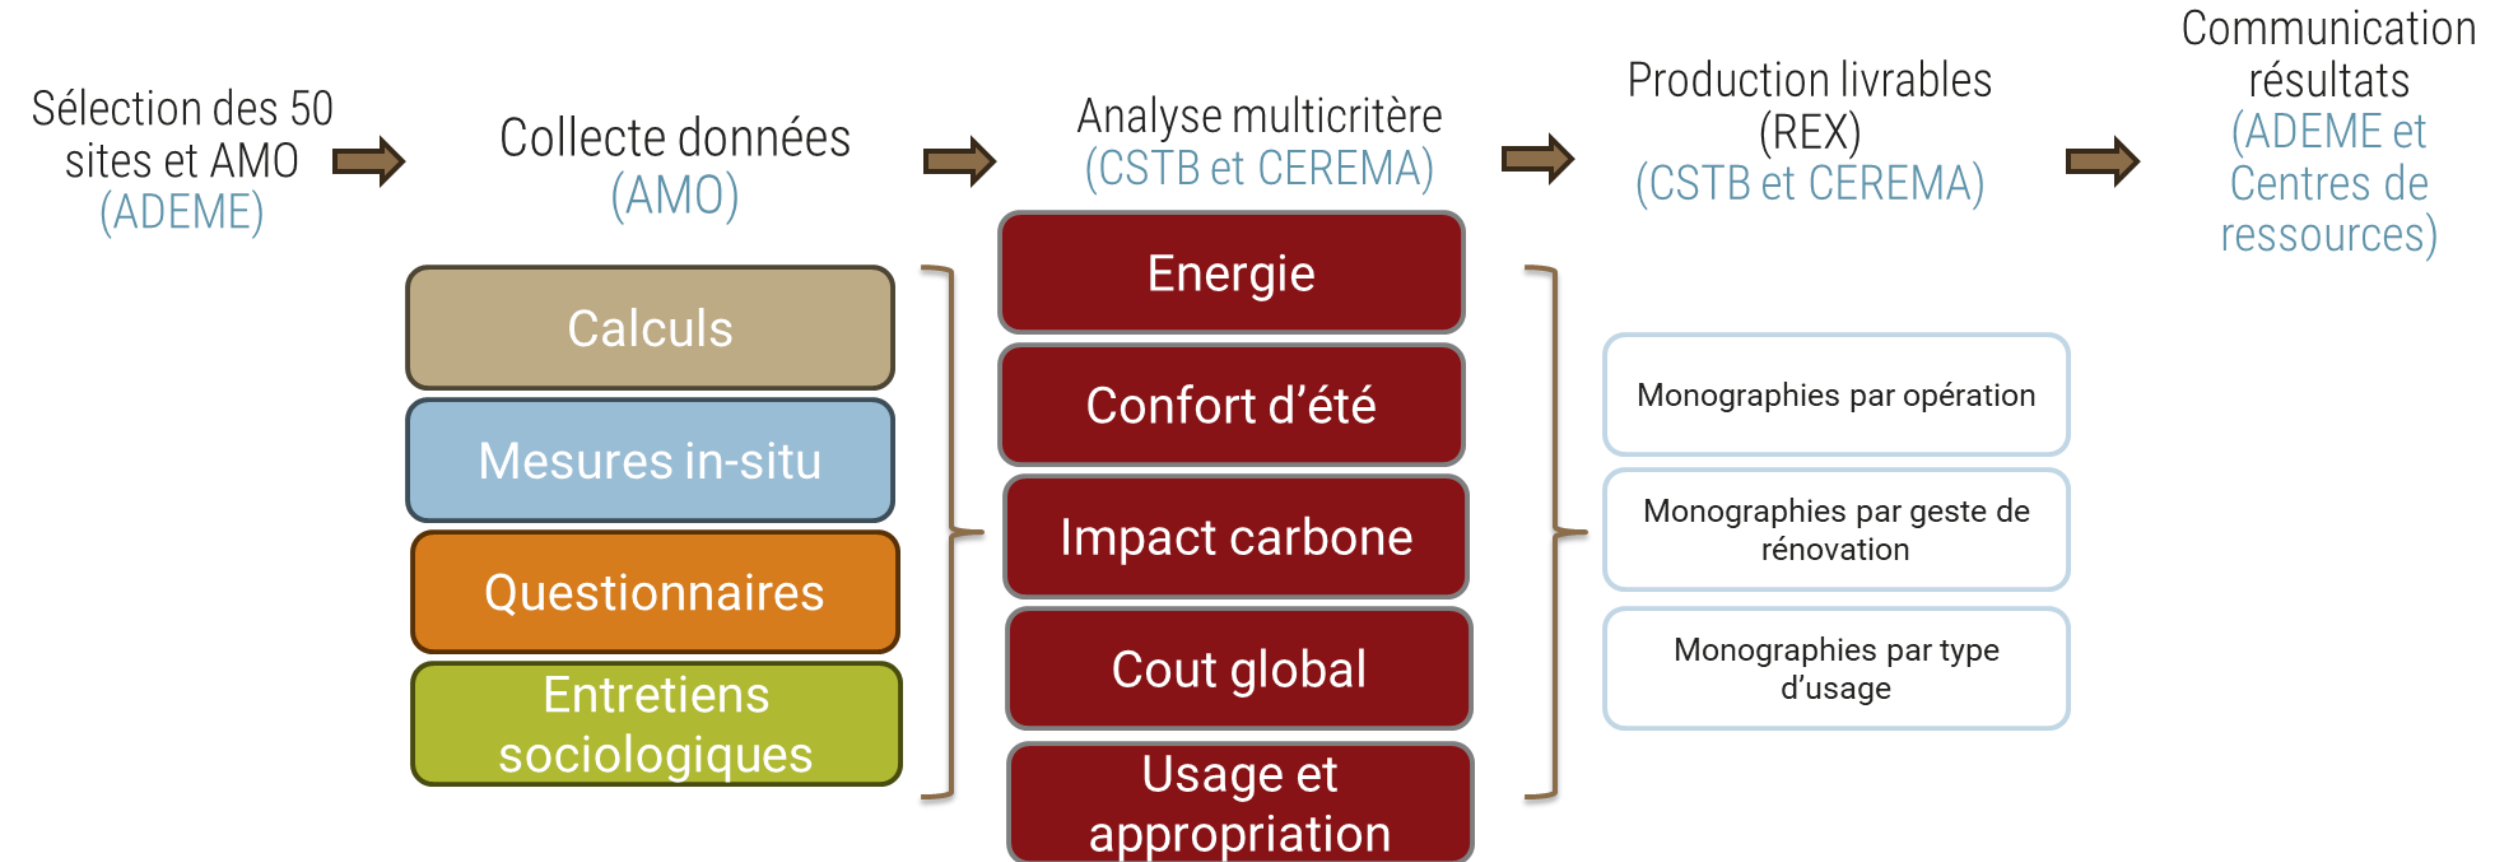 Sélection des 50
sites et AMO
(ADEME)
Collecte données
(AMO)
Calculs
Mesures in-situ
Questionnaires
Entretiens
sociologiques
Analyse multicritère
(CSTB et CEREMA)
Energie
Confort d’été
Impact carbone
Cout global
Usage et
appropriation
Production livrables
(REX)
(CSTB et CEREMA)
Monographies par opération
Monographies par geste de
rénovation
Monographies par type
d’usage
Communication
résultats
(ADEME et
Centres de
ressources)